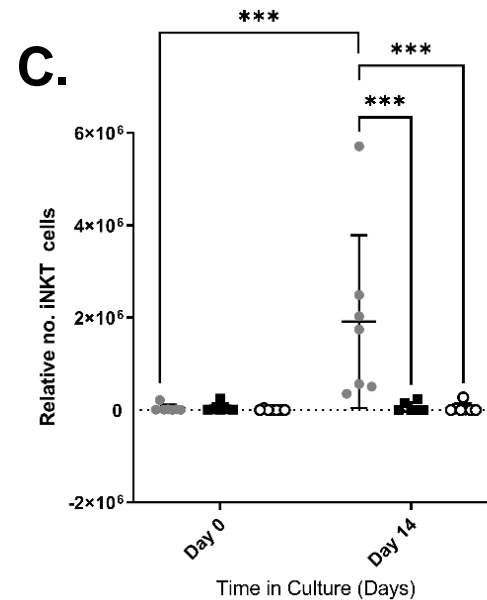 C.
***
***
***
6×10⁶
4×10⁶
2×10⁶
0
-2×10⁶
Relative no. iNKT cells
Day 0
Day 14
Time in Culture (Days)